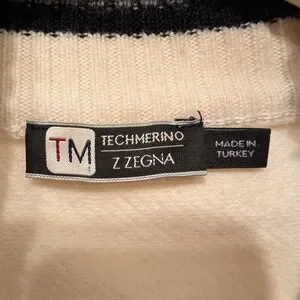 TM
TECHMERINO
Z ZEGNA
MADE IN
TURKEY